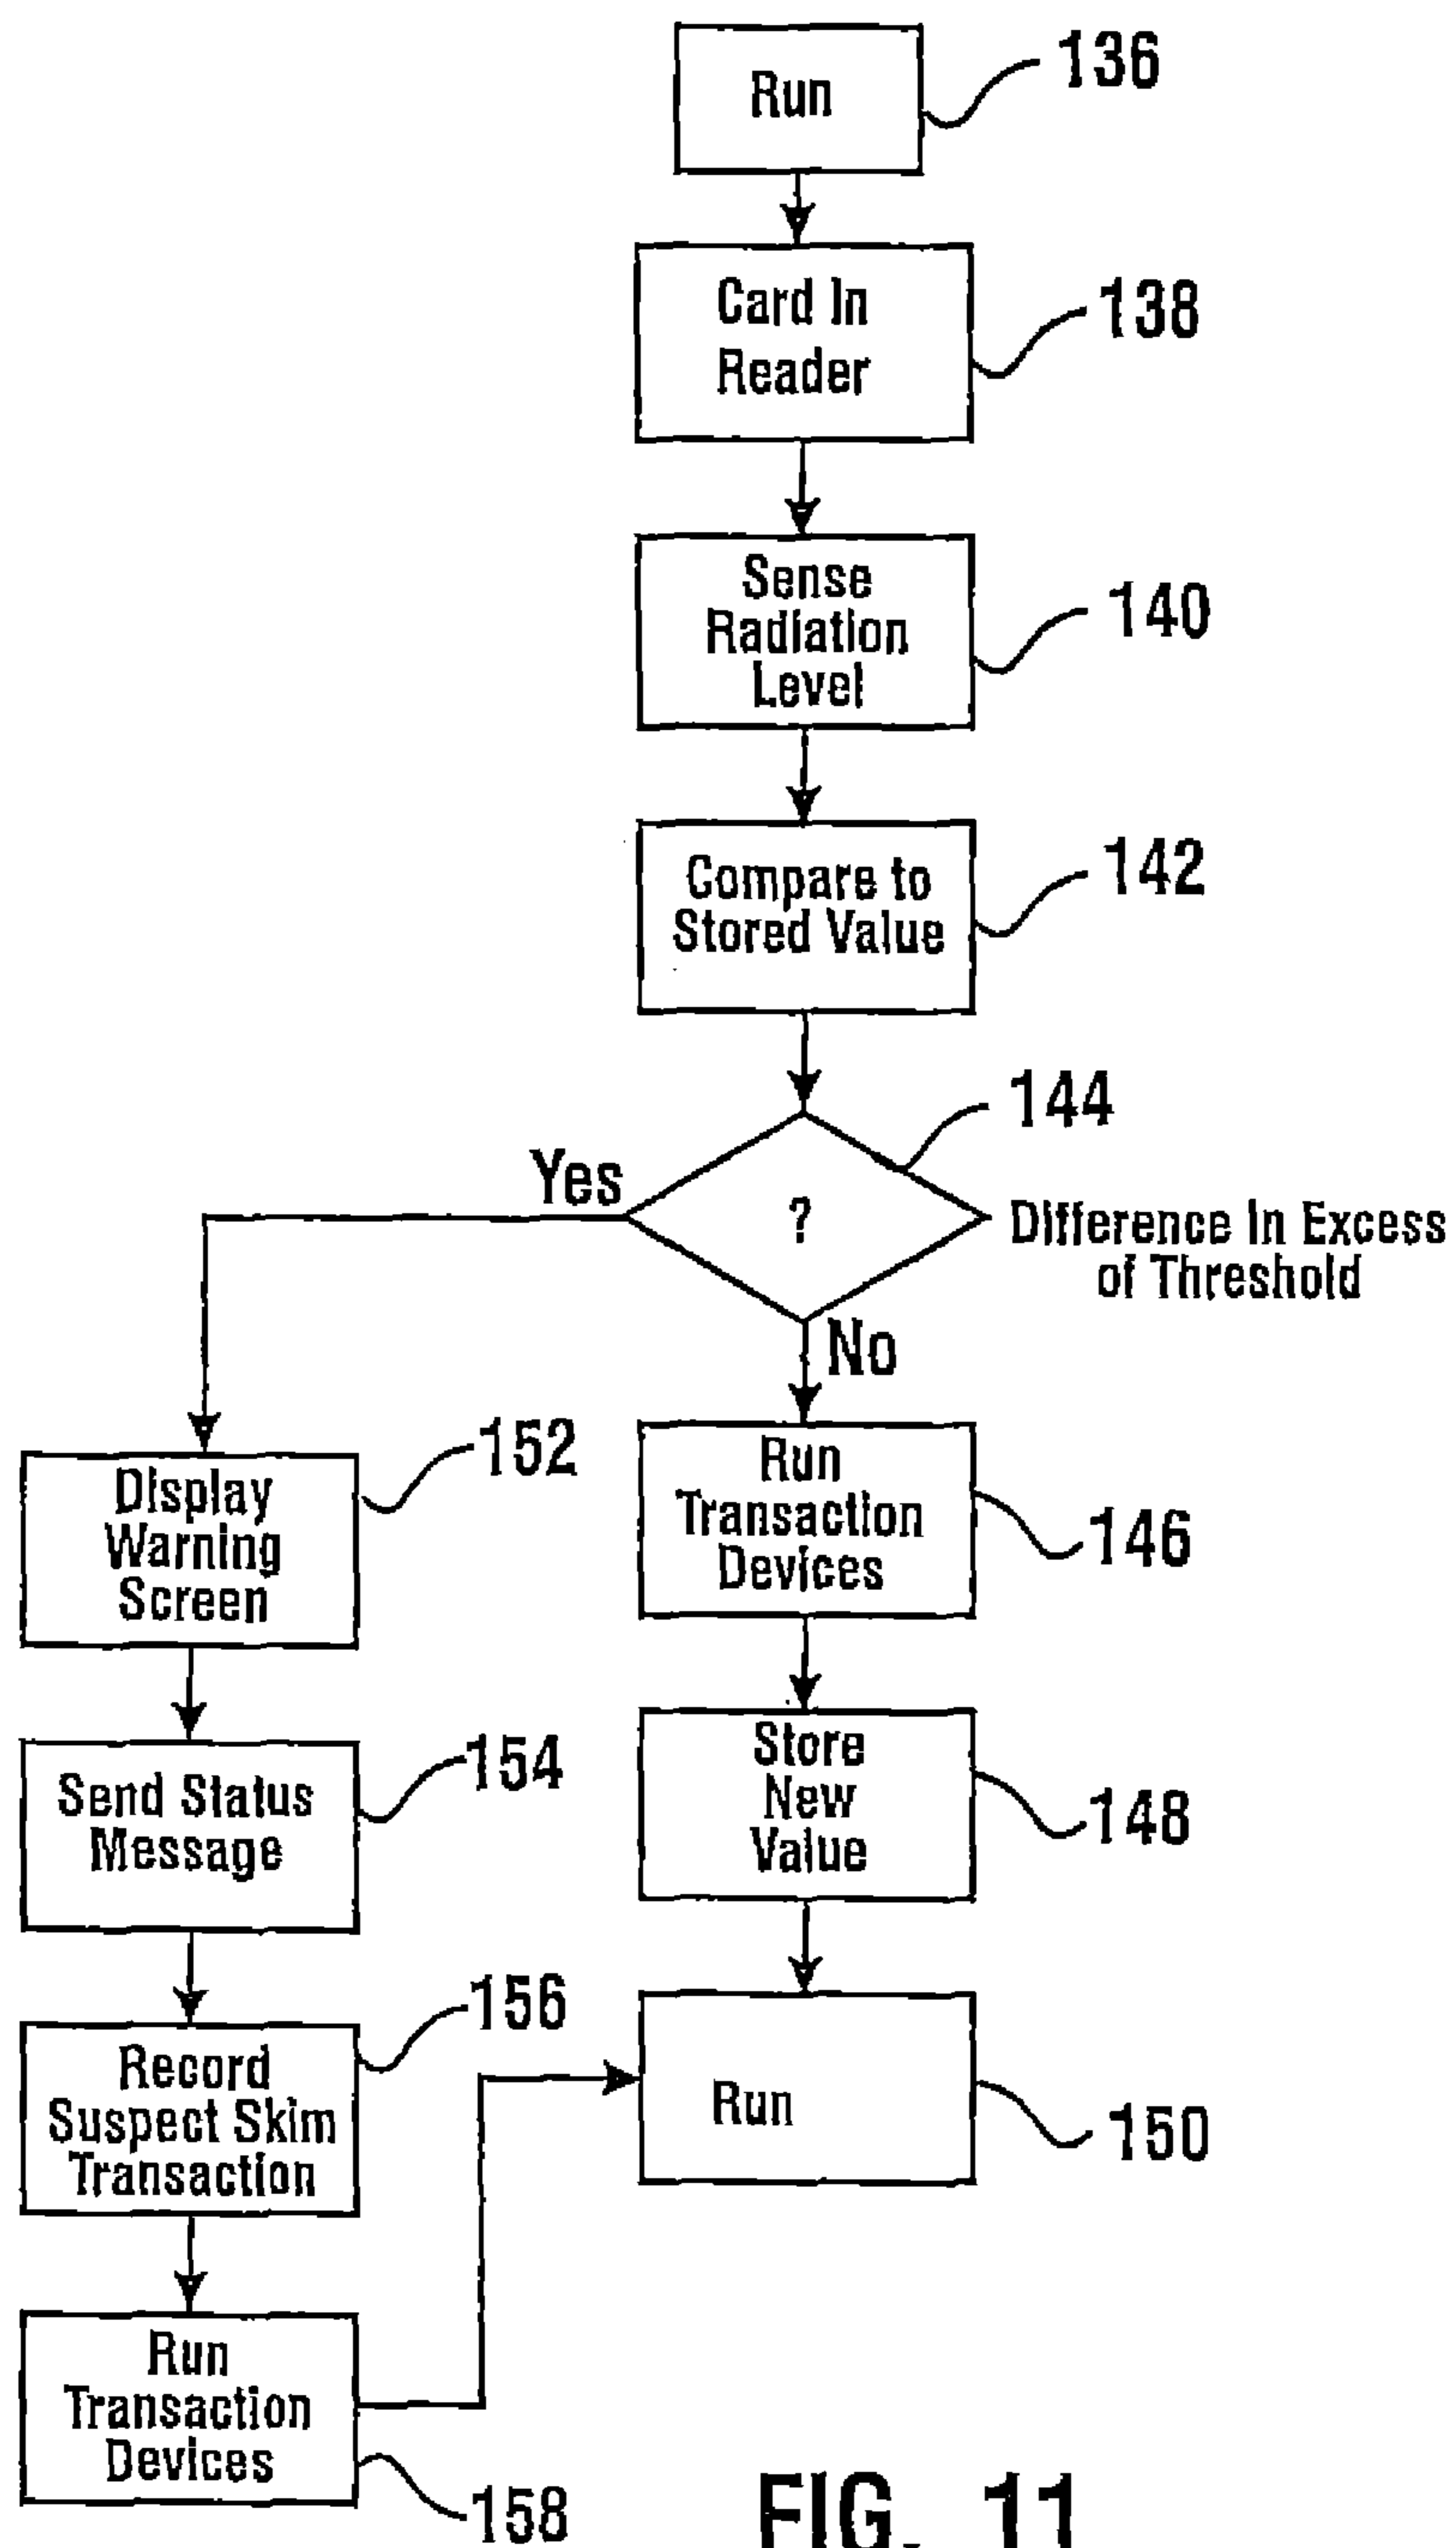 Run
136
Card In
Reader
138
Sense
Radiation
Level
140
Compare to
Stored Value
142
144
Yes
?
Difference In Excess
of Threshold
No
152
Display
Warning
Screen
Run
Transaction
Devices
146
154
Send Status
Message
Store
New
Value
148
156
Record
Suspect Skim
Transaction
Run
150
Run
Transaction
Devices
158
FIG. 11